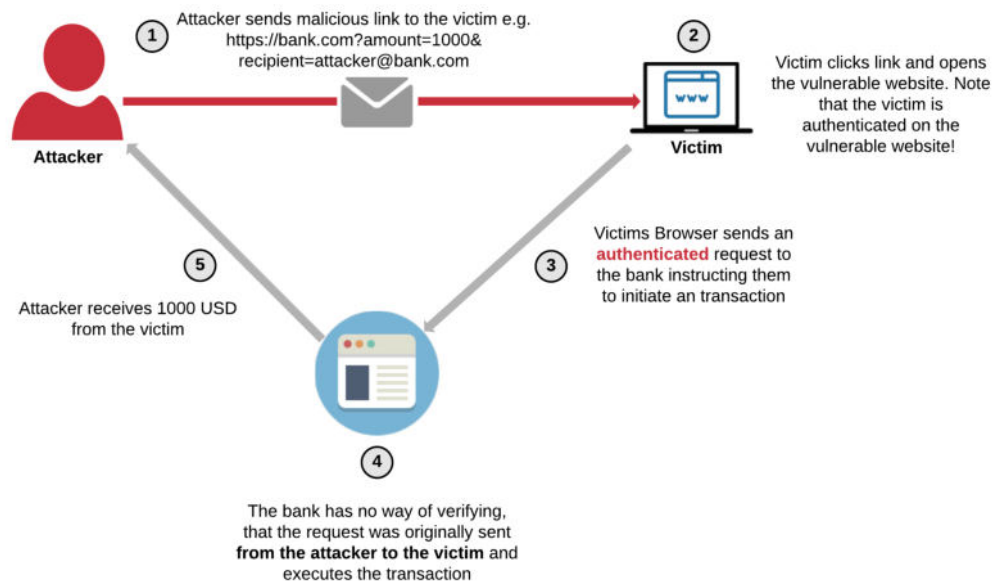 1
Attacker sends malicious link to the victim e.g.
https://bank.com?amount=1000&
recipient=attacker@bank.com
Attacker
2
www
Victim
Victim clicks link and opens
the vulnerable website. Note
that the victim is
authenticated on the
vulnerable website!
3
Victims Browser sends an
authenticated request to
the bank instructing them
to initiate an transaction
4
The bank has no way of verifying,
that the request was originally sent
from the attacker to the victim and
executes the transaction
5
Attacker receives 1000 USD
from the victim